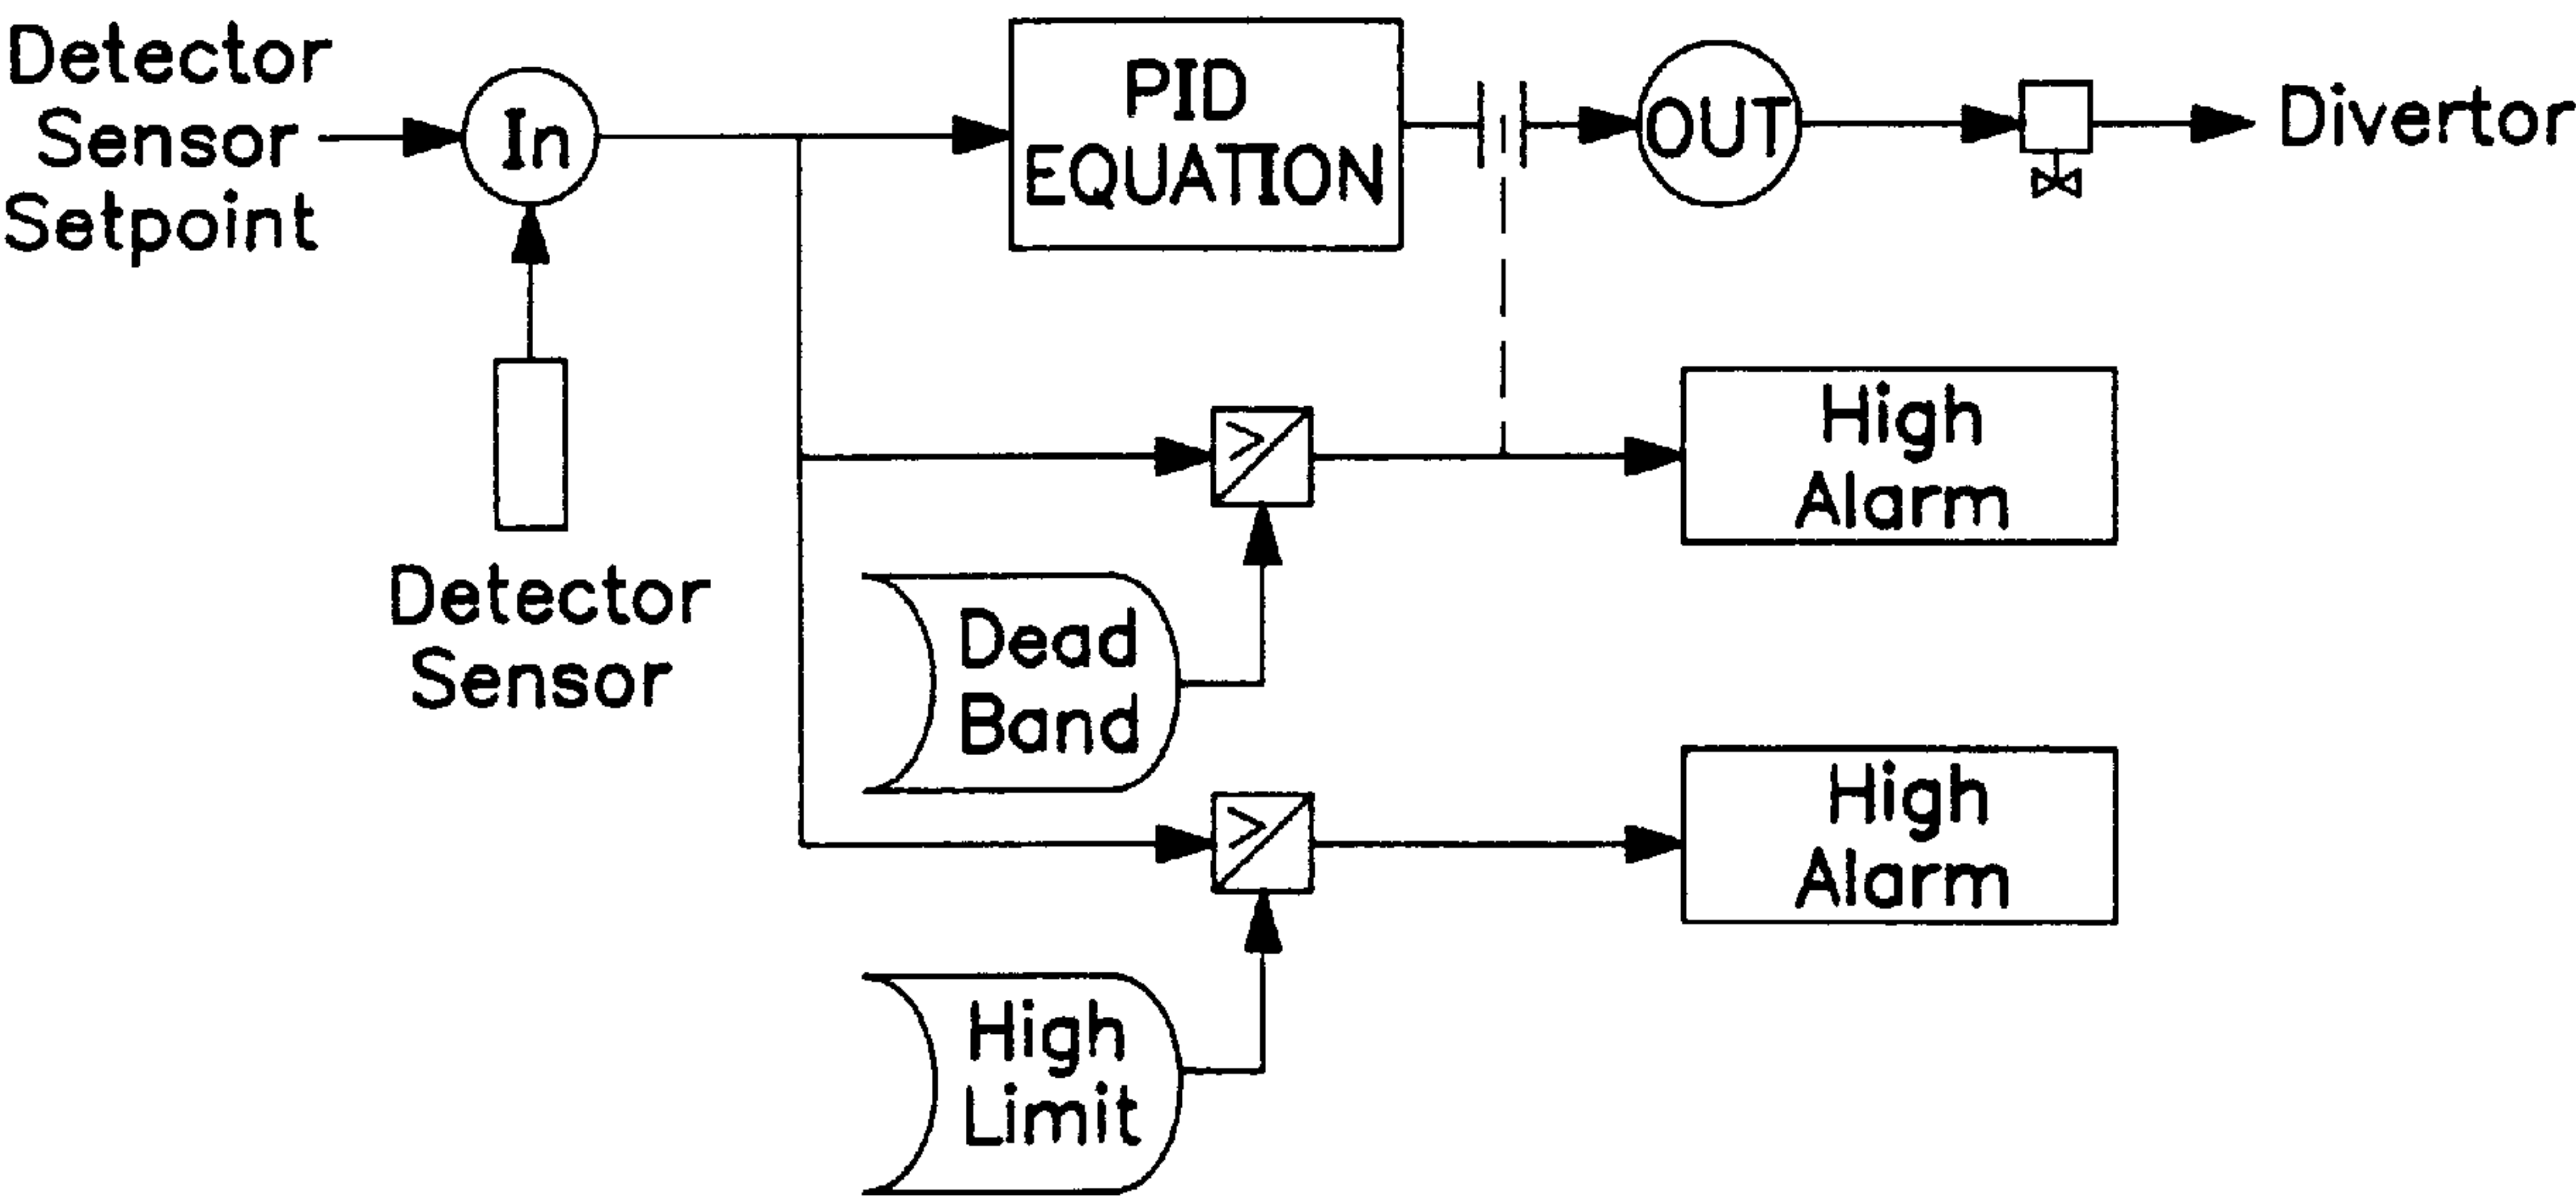 Detector
Sensor
Setpoint
In
PID
EQUATION
OUT
Divertor
Detector
Sensor
>
High
Alarm
Dead
Band
>
High
Alarm
High
Limit